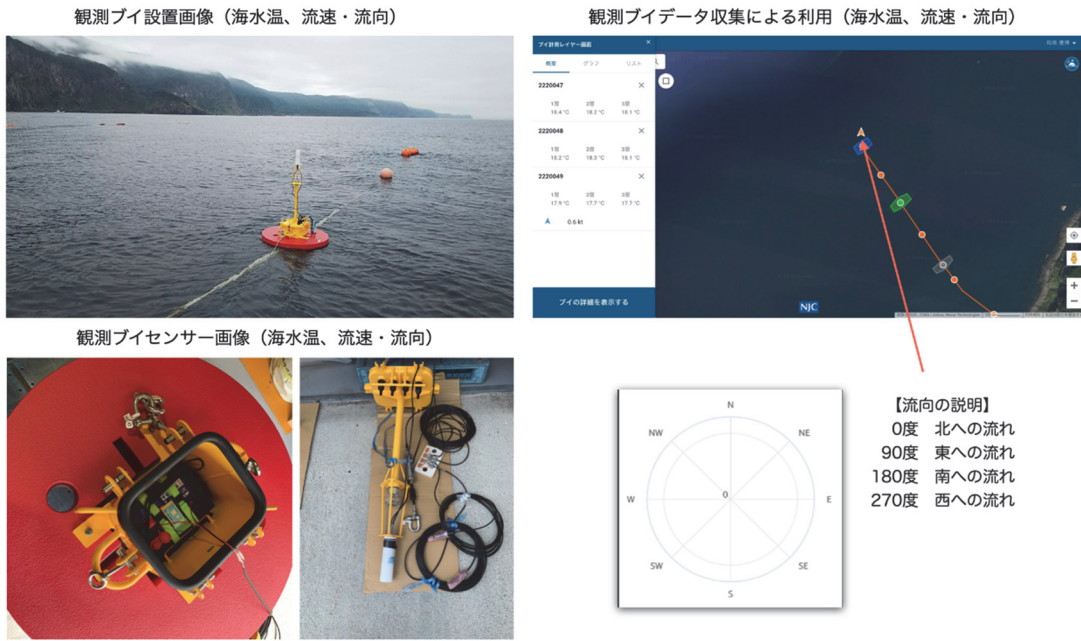 観測ブイ設置画像（海水温、流速・流向）
観測ブイデータ収集による利用（海水温、流速・流向）
ブイ計測レイヤー画面
×
概要
グラフ
リスト
2220047
×
1層
2層
3層
18.4 °C
18.2 °C
18.1 °C
2220048
×
1層
2層
3層
18.2 °C
18.3 °C
18.1 °C
2220049
×
1層
2層
3層
17.9 °C
17.7 °C
17.7 °C
0.6 kt
ブイの詳細を表示する
NJC
観測ブイセンサー画像（海水温、流速・流向）
N
NW
NE
W
0
E
SW
SE
S
【流向の説明】
0度 北への流れ
90度 東への流れ
180度 南への流れ
270度 西への流れ